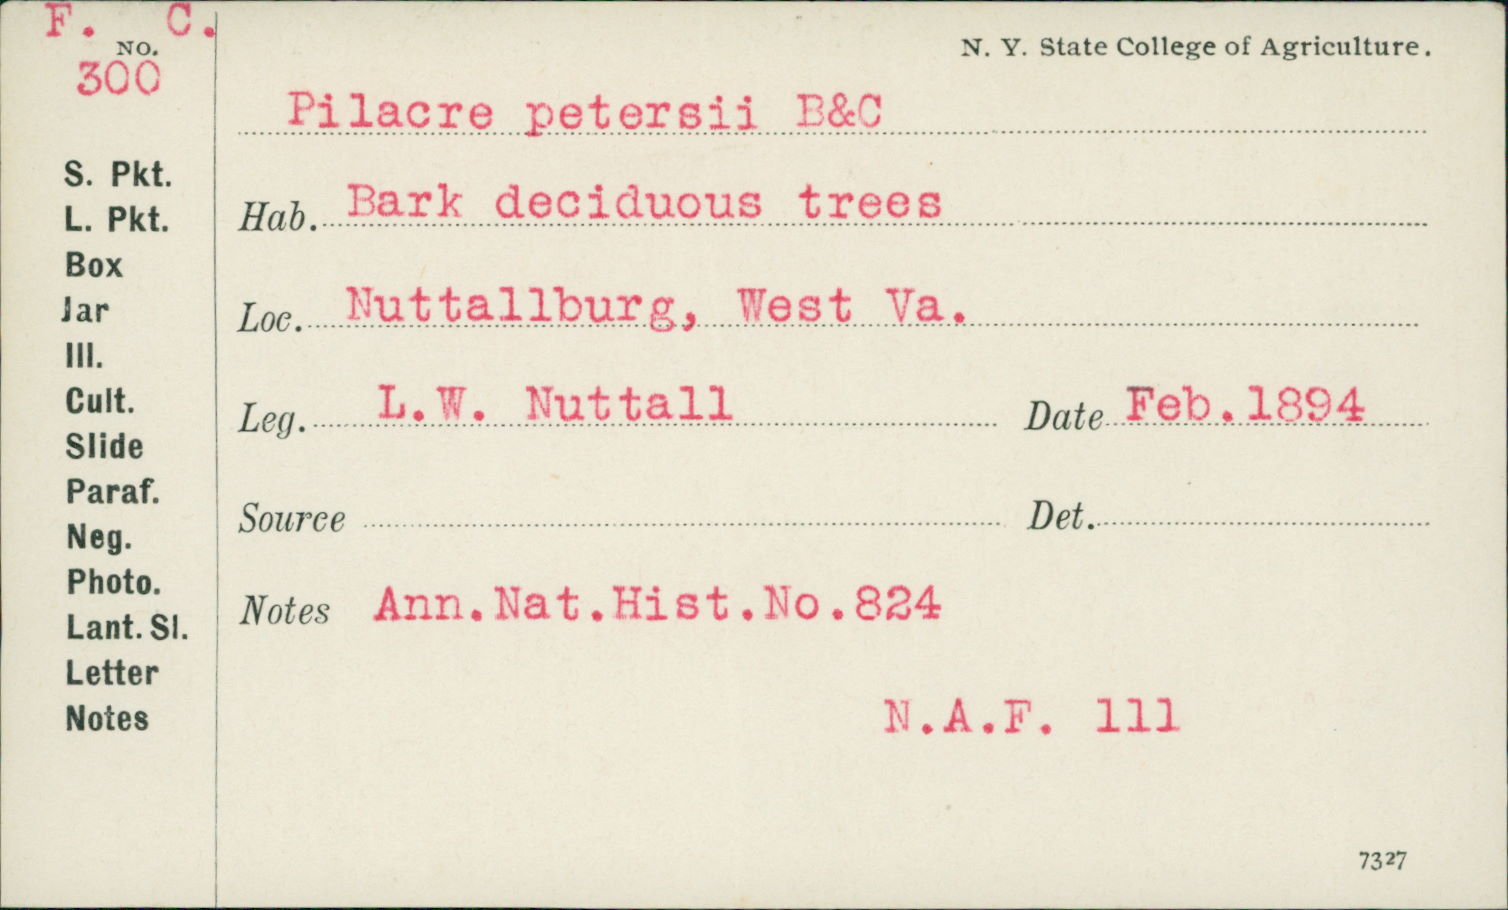 F. C.
NO.
300
N. Y. State College of Agriculture.
Pilacre petersii B&C
S. Pkt.
L. Pkt.
Box
Jar
Ill.
Cult.
Slide
Paraf.
Neg.
Photo.
Lant. Sl.
Letter
Notes
Hab. Bark deciduous trees
Loc. Nuttallburg, West Va.
Leg. L.W. Nuttall Date Feb.1894
Source Det.
Notes Ann.Nat.Hist.No.824
N.A.F. 111
7327